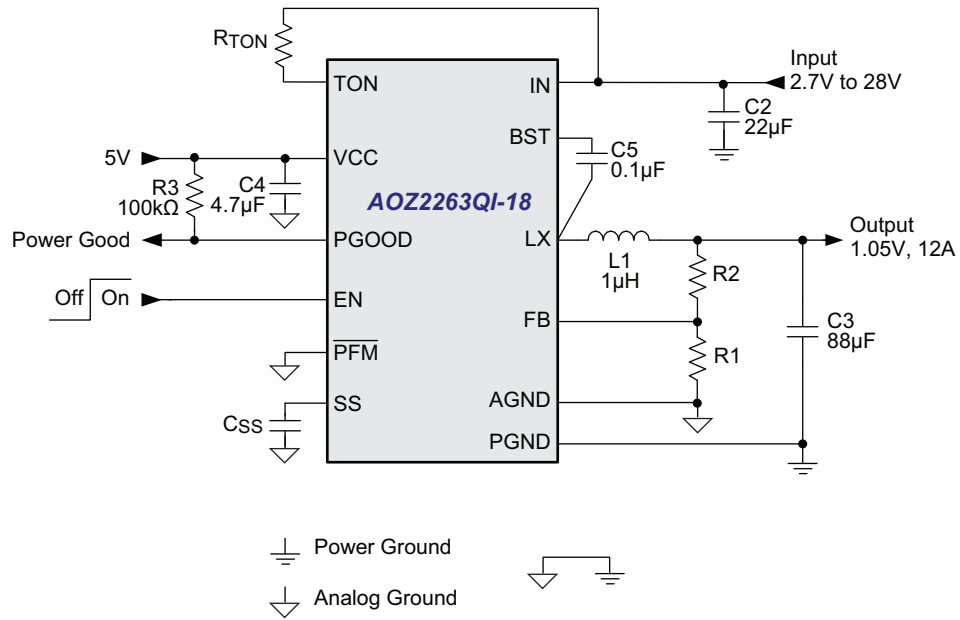 RTON
TON
IN
Input
2.7V to 28V
C2
22µF
BST
C5
0.1µF
5V
VCC
R3
100kΩ
C4
4.7µF
AOZ2263QI-18
Power Good
PGOOD
LX
L1
1µH
Output
1.05V, 12A
R2
Off
On
EN
FB
C3
88µF
PFM
R1
SS
CSS
AGND
PGND
Power Ground
Analog Ground